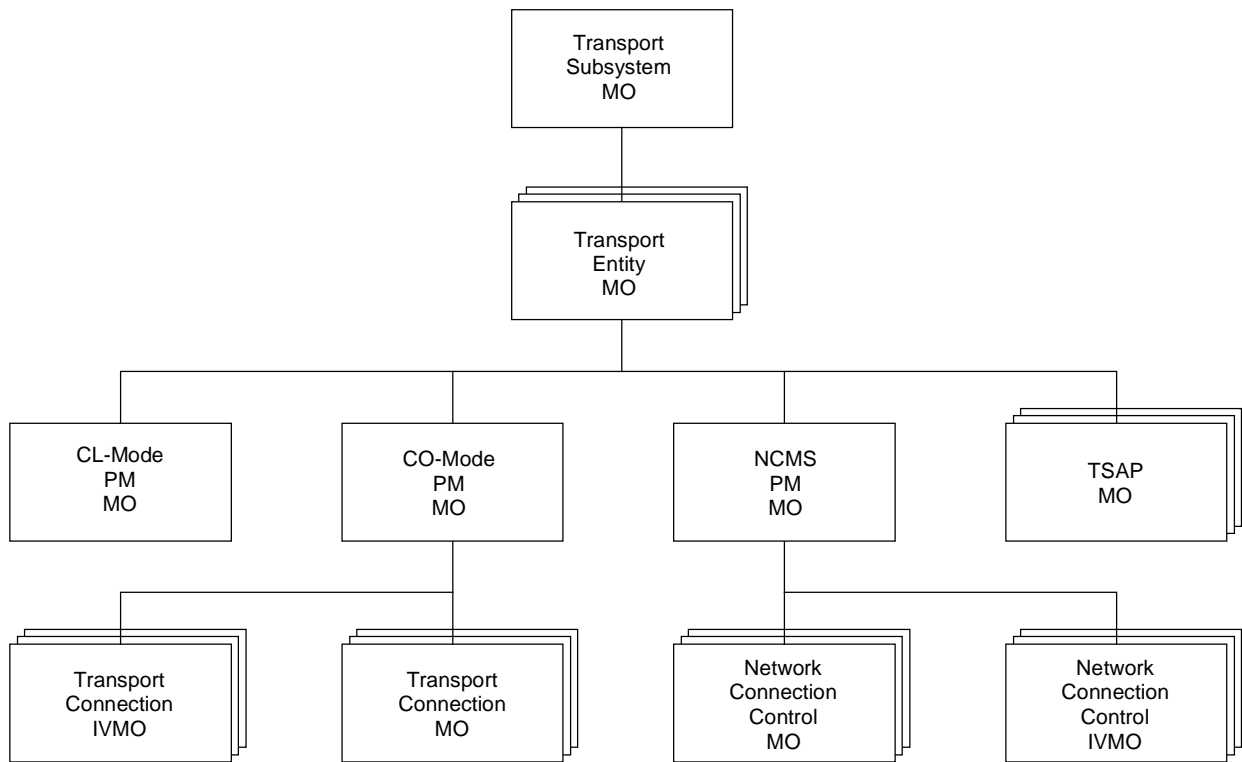 Transport
Subsystem
MO
Transport
Entity
MO
CL-Mode
PM
MO
CO-Mode
PM
MO
NCMS
PM
MO
TSAP
MO
Transport
Connection
IVMO
Transport
Connection
MO
Network
Connection
Control
MO
Network
Connection
Control
IVMO